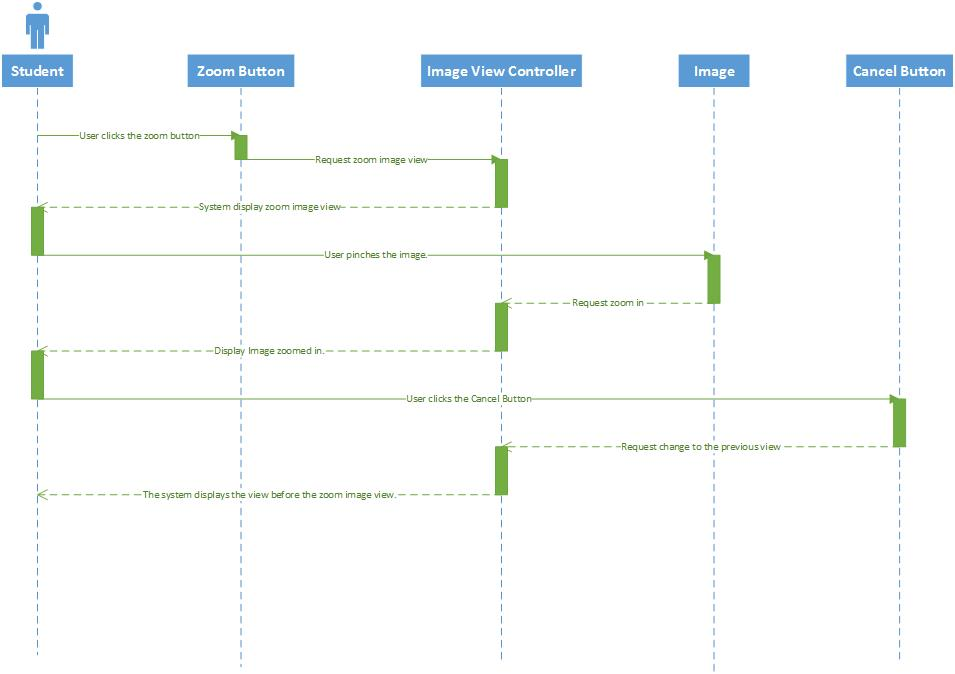 Student
Zoom Button
Image View Controller
Image
Cancel Button
User clicks the zoom button
Request zoom image view
System display zoom image view
User pinches the image.
Request zoom in
Display Image zoomed in.
User clicks the Cancel Button
Request change to the previous view
The system displays the view before the zoom image view.